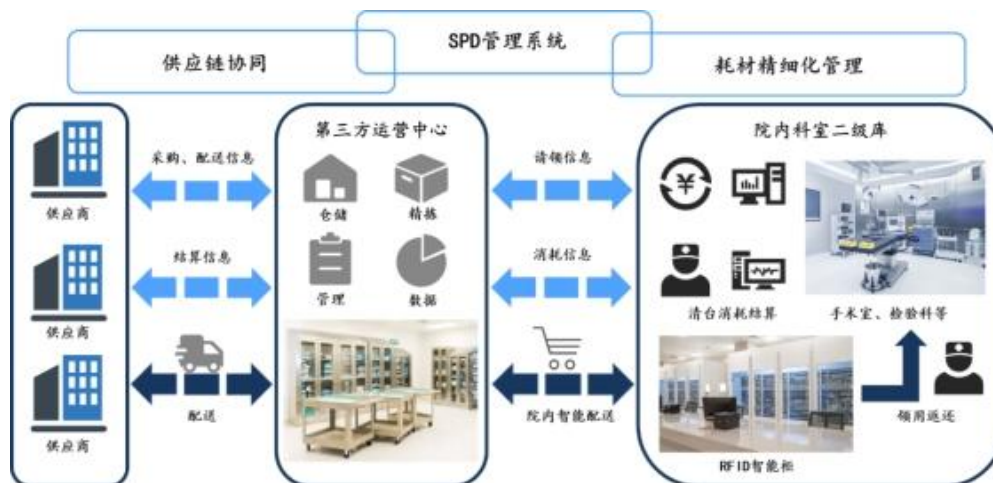 SPD管理系统
供应链协同
耗材精细化管理
供应商
供应商
供应商
采购、配送信息
结算信息
配送
第三方运营中心
仓储
精拣
管理
数据
请领信息
消耗信息
院内智能配送
院内科室二级库
¥
清台消耗结算
手术室、检验科等
RFID智能柜
领用返还